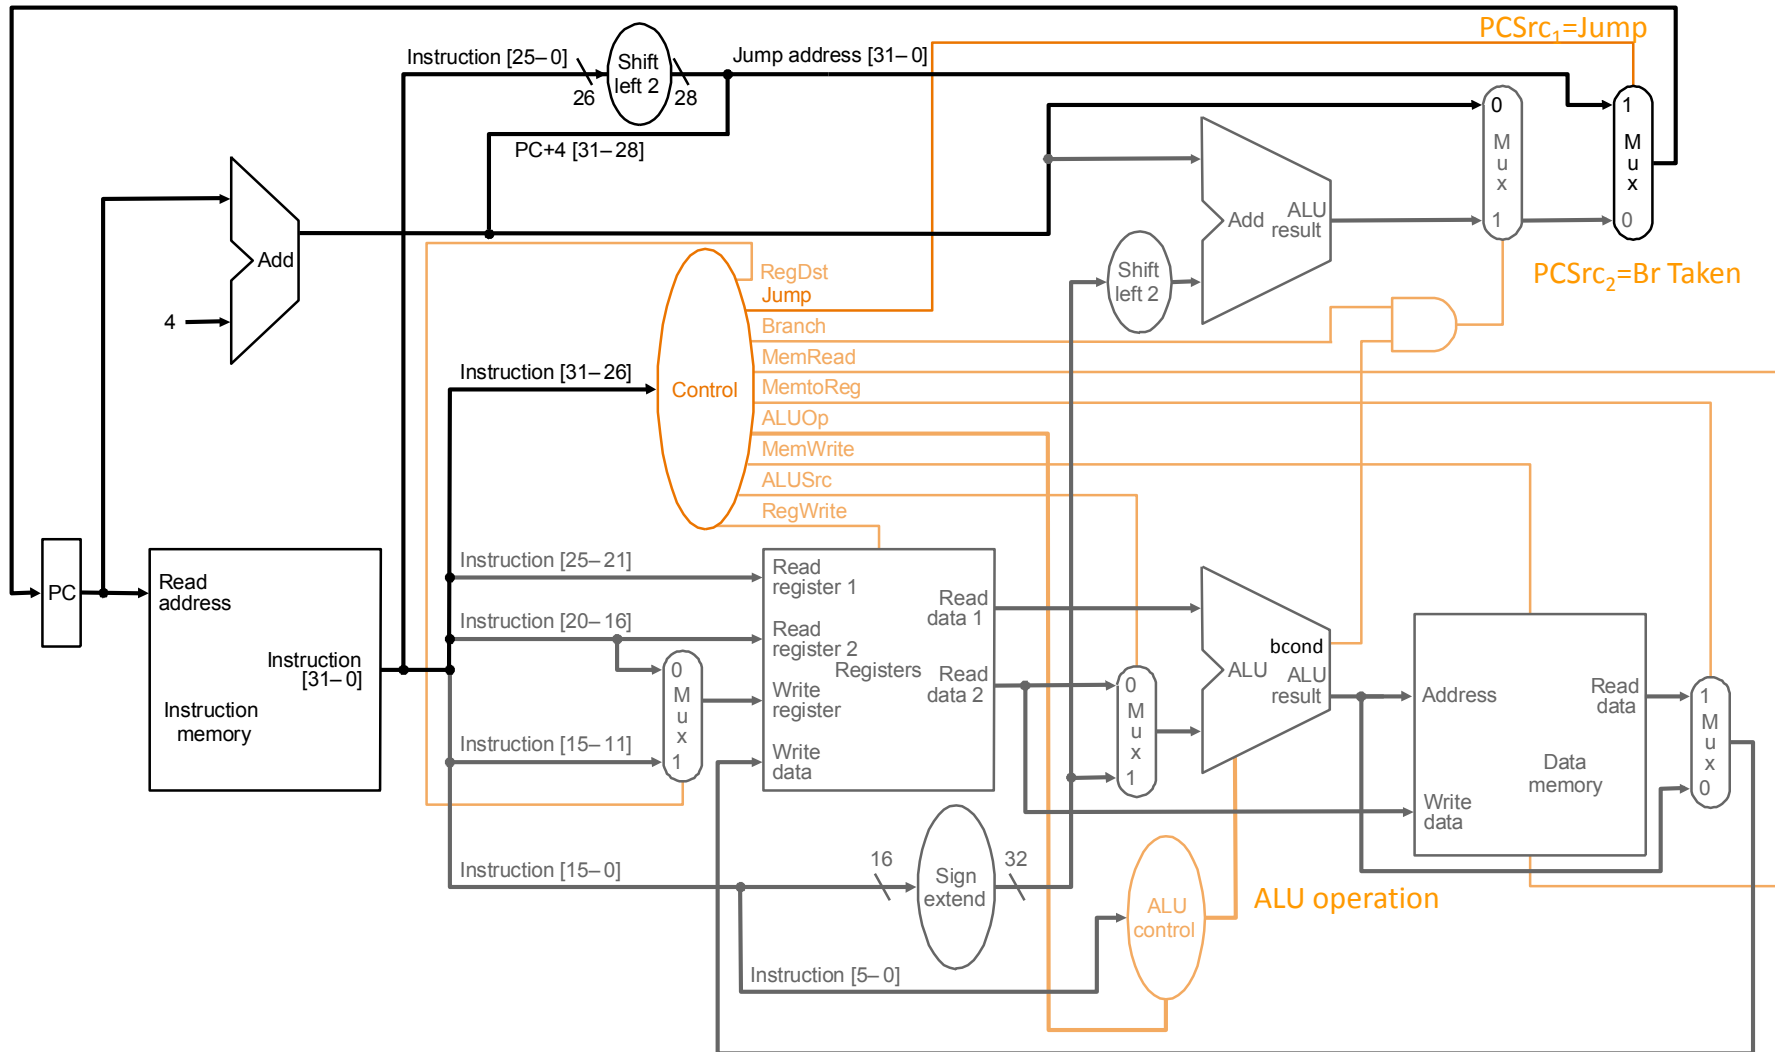 PCSrc1=Jump
Instruction [25–0]
Shift
left 2
Jump address [31–0]
26
28
PC+4 [31–28]
0
M
u
x
1
1
M
u
x
0
Add
ALU
result
Add
4
Shift
left 2
PCSrc2=Br Taken
RegDst
Jump
Branch
MemRead
MemtoReg
ALUOp
MemWrite
ALUSrc
RegWrite
Control
Instruction [31–26]
PC
Read
address
Instruction
[31–0]
Instruction
memory
Instruction [25–21]
Instruction [20–16]
Instruction [15–11]
Instruction [15–0]
Instruction [5–0]
0
M
u
x
1
Read
register 1
Read
register 2
Registers
Write
register
Write
data
Read
data 1
Read
data 2
0
M
u
x
1
bcond
ALU
ALU
result
Address
Read
data
Data
memory
Write
data
1
M
u
x
0
16
Sign
extend
32
ALU
control
ALU operation